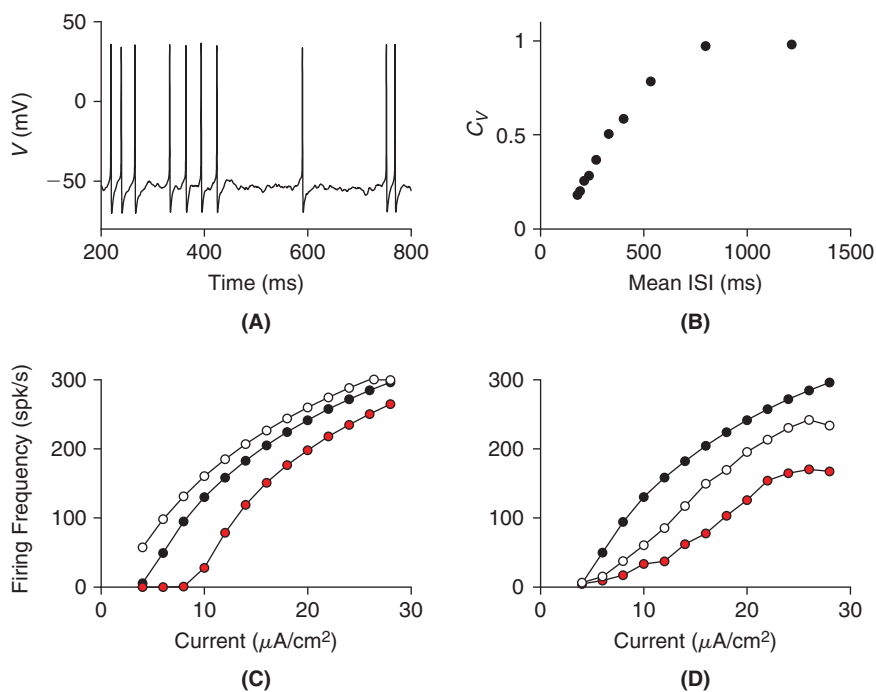 50
0
−50
V (mV)
200 400 600 800
Time (ms)
(A)
1
0.5
0
C_V
0 500 1000 1500
Mean ISI (ms)
(B)
300
200
100
0
Firing Frequency (spk/s)
0 10 20 30
Current (μA/cm²)
(C)
300
200
100
0
0 10 20 30
Current (μA/cm²)
(D)